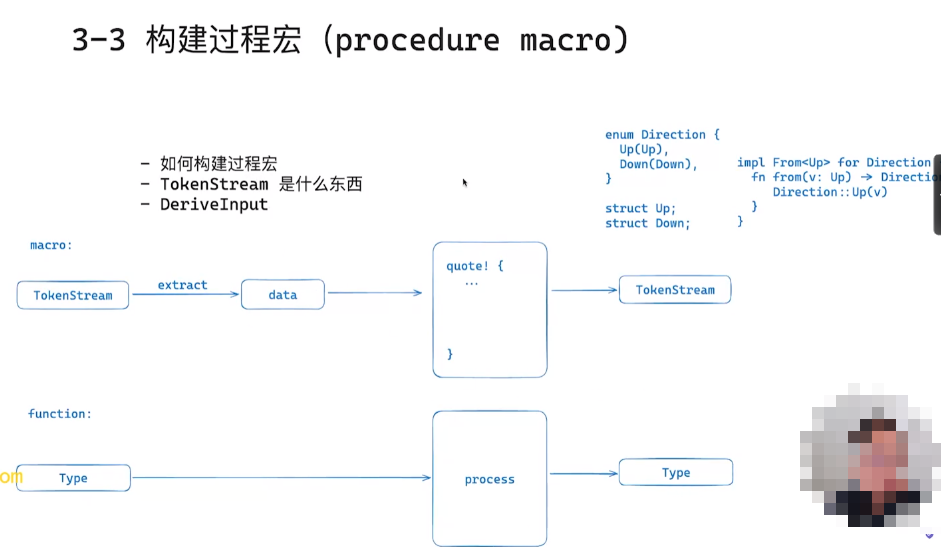 3-3 构建过程宏（procedure macro）
- 如何构建过程宏
- TokenStream 是什么东西
- DeriveInput
enum Direction {
Up(Up),
Down(Down),
}
struct Up;
struct Down;
impl From<Up> for Direction
fn from(v: Up) → Directio
Direction::Up(v)
}
}
macro:
TokenStream
extract
data
quote! {
...
}
TokenStream
function:
om
Type
process
Type